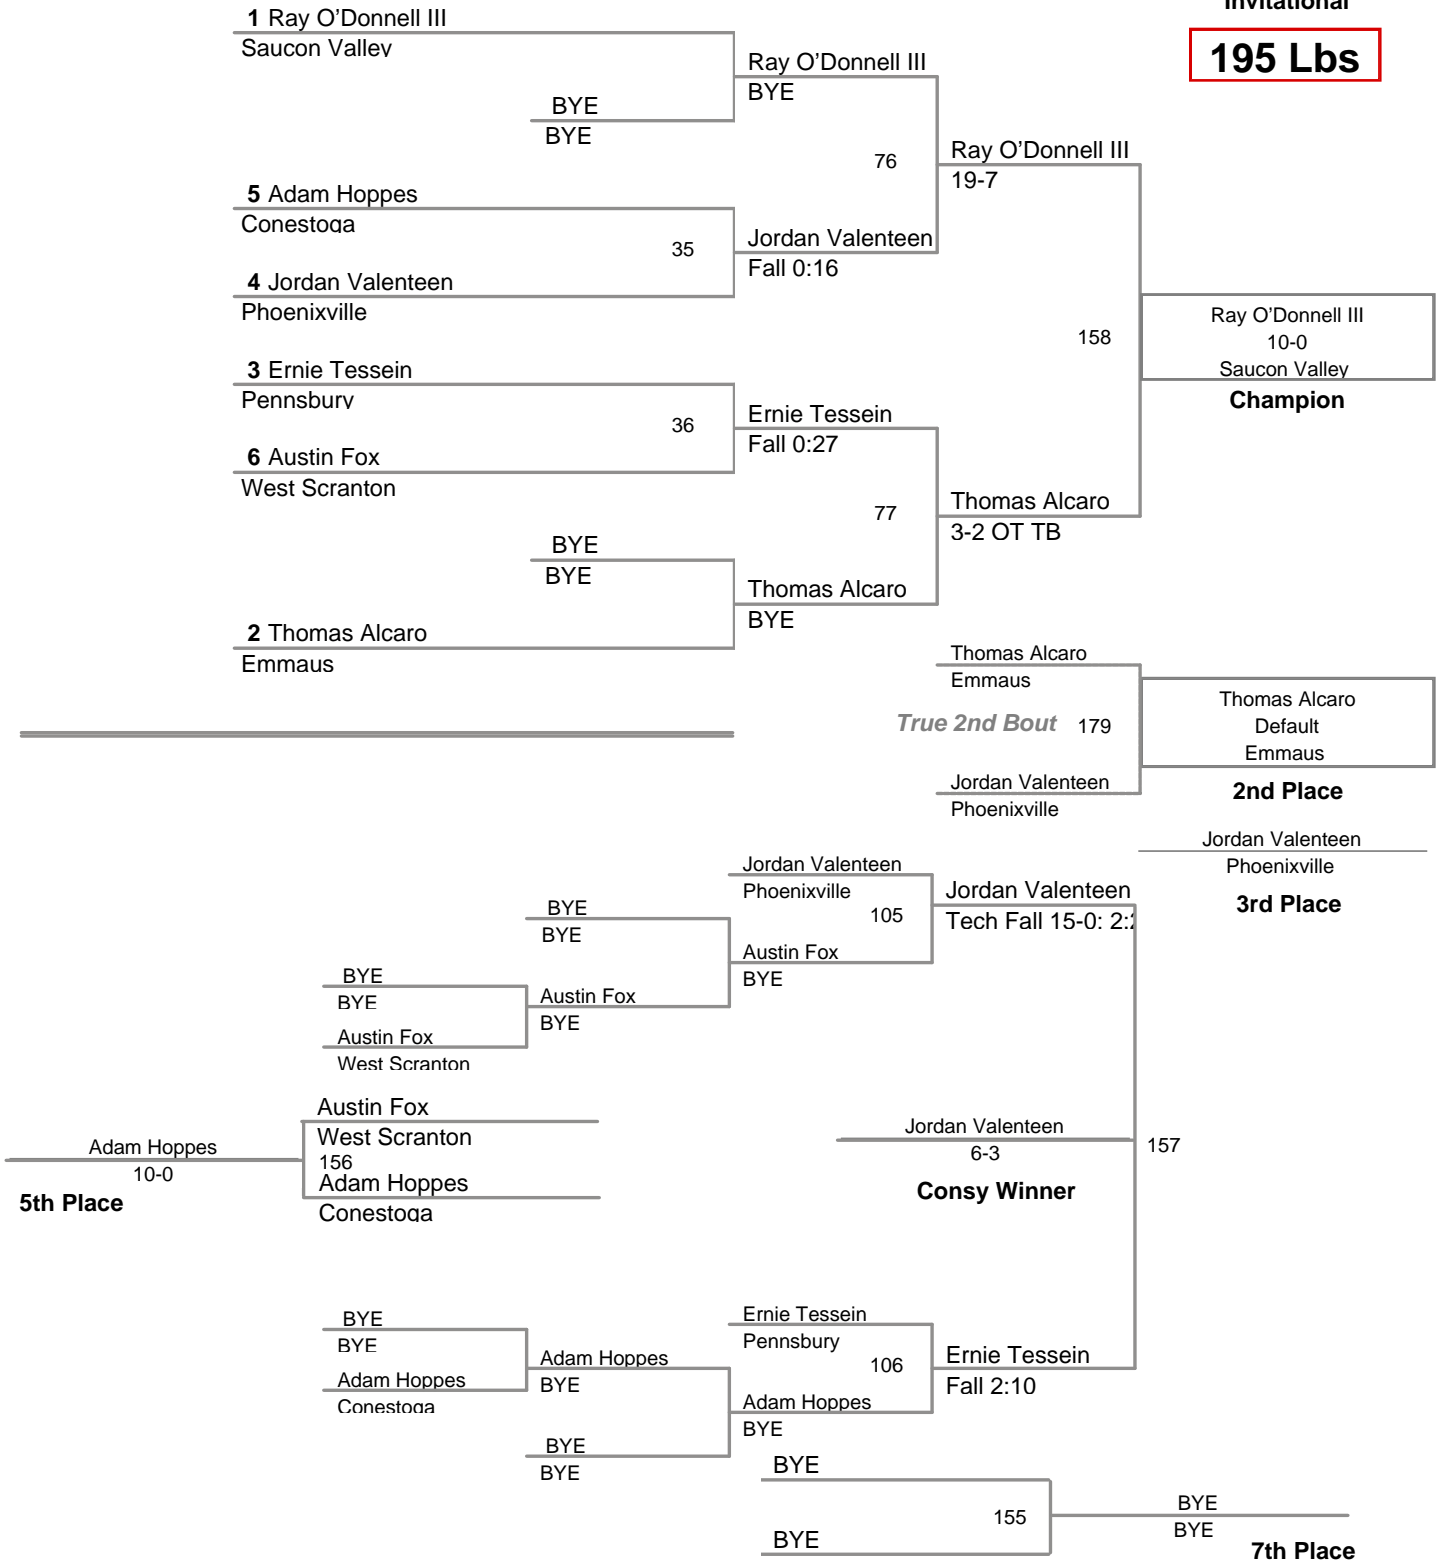 Invitational
195 Lbs
1 Ray O'Donnell III
Saucon Valley
Ray O'Donnell III
BYE
BYE
BYE
76
Ray O'Donnell III
19-7
5 Adam Hoppes
Conestoga
35
Jordan Valenteen
Fall 0:16
4 Jordan Valenteen
Phoenixville
158
Ray O'Donnell III
10-0
Saucon Valley
Champion
3 Ernie Tessein
Pennsbury
36
Ernie Tessein
Fall 0:27
6 Austin Fox
West Scranton
77
Thomas Alcaro
3-2 OT TB
BYE
BYE
Thomas Alcaro
BYE
2 Thomas Alcaro
Emmaus
Thomas Alcaro
Emmaus
True 2nd Bout 179
Thomas Alcaro
Default
Emmaus
2nd Place
Jordan Valenteen
Phoenixville
Jordan Valenteen
Phoenixville
3rd Place
Jordan Valenteen
Phoenixville
105
Jordan Valenteen
Tech Fall 15-0: 2:
BYE
BYE
Austin Fox
BYE
BYE
BYE
Austin Fox
BYE
Austin Fox
West Scranton
Austin Fox
West Scranton
156
Adam Hoppes
Conestoga
Adam Hoppes
10-0
5th Place
Jordan Valenteen
6-3
Consy Winner
157
BYE
BYE
Adam Hoppes
BYE
Adam Hoppes
Conestoga
Ernie Tessein
Pennsbury
106
Ernie Tessein
Fall 2:10
Adam Hoppes
BYE
BYE
BYE
BYE
155
BYE
BYE
BYE
7th Place